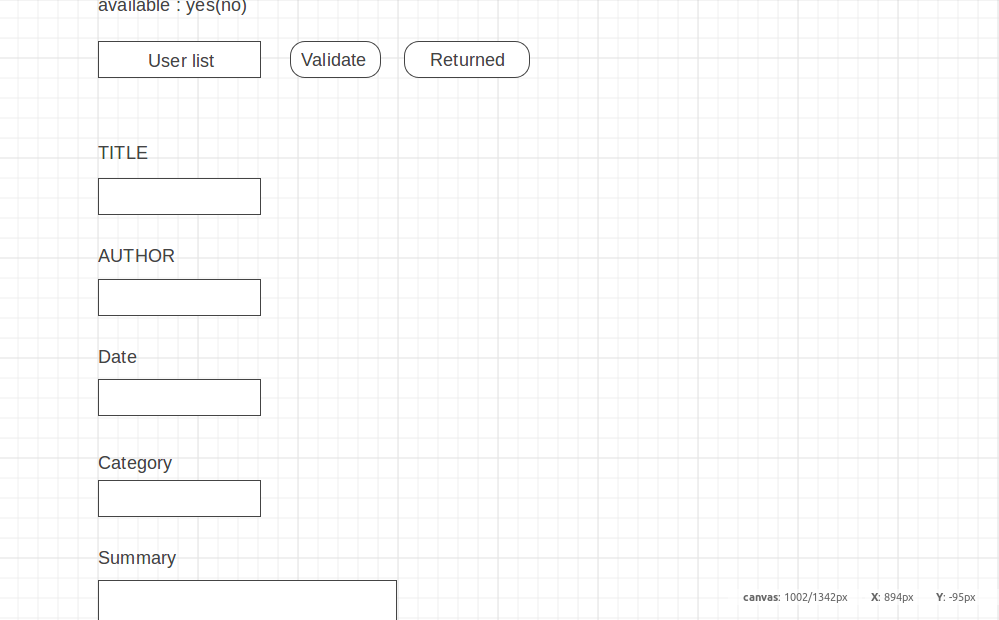 available : yes(no)
User list Validate Returned
TITLE
AUTHOR
Date
Category
Summary
canvas: 1002/1342px X: 894px Y: -95px